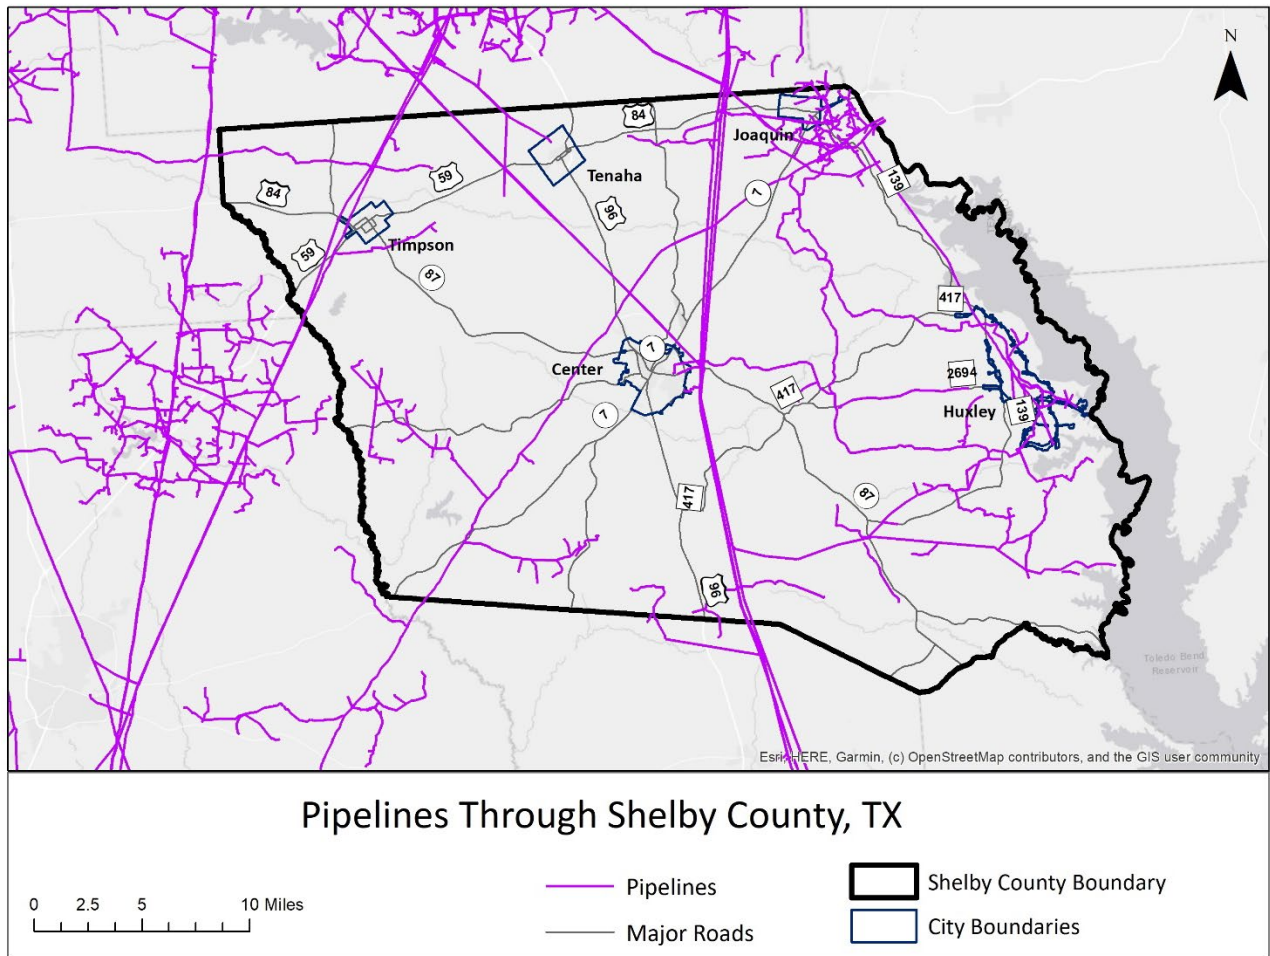 N
84
Joaquin
59
Tenaha
139
84
7
96
Timpson
59
87
417
7
Center
2694
417
Huxley
139
7
417
87
96
Toledo Bend
Reservoir
Esri, HERE, Garmin, (c) OpenStreetMap contributors, and the GIS user community
Pipelines Through Shelby County, TX
0 2.5 5 10 Miles
Pipelines
Major Roads
Shelby County Boundary
City Boundaries